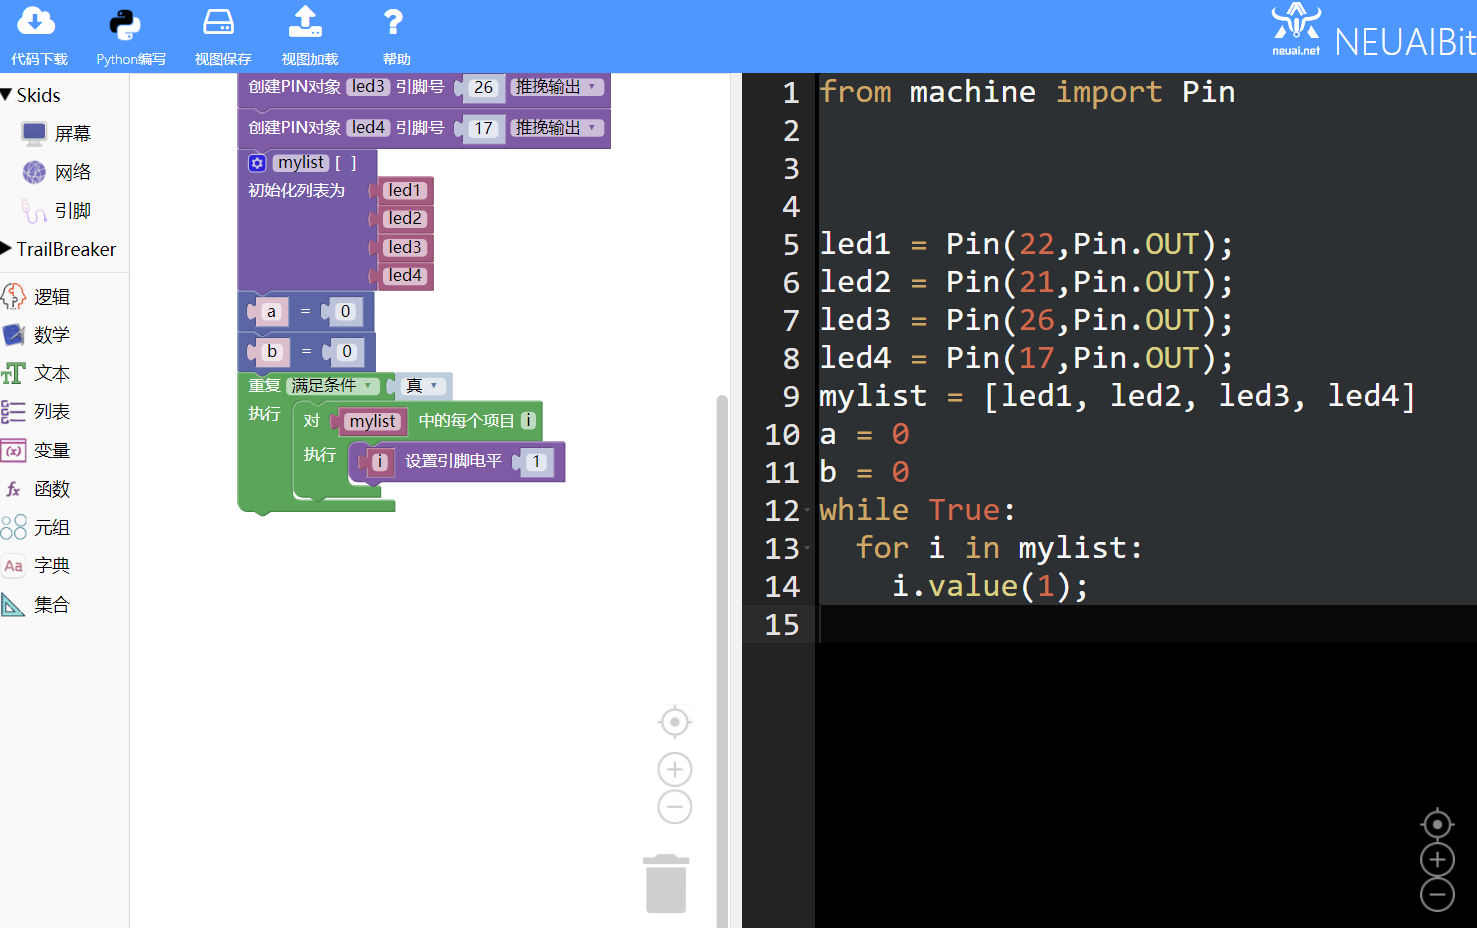 代码下载 Python编写 视图保存 视图加载 帮助
neuai.net NEUAIBit
Skids
屏幕
网络
引脚
TrailBreaker
逻辑
数学
文本
列表
变量
函数
元组
字典
集合
创建PIN对象 led3 引脚号 26 推挽输出
创建PIN对象 led4 引脚号 17 推挽输出
mylist [ ]
初始化列表为 led1
led2
led3
led4
a = 0
b = 0
重复 满足条件 真
执行 对 mylist 中的每个项目 i
执行 i 设置引脚电平 1
1 from machine import Pin
2
3
4
5 led1 = Pin(22,Pin.OUT);
6 led2 = Pin(21,Pin.OUT);
7 led3 = Pin(26,Pin.OUT);
8 led4 = Pin(17,Pin.OUT);
9 mylist = [led1, led2, led3, led4]
10 a = 0
11 b = 0
12 while True:
13 for i in mylist:
14 i.value(1);
15